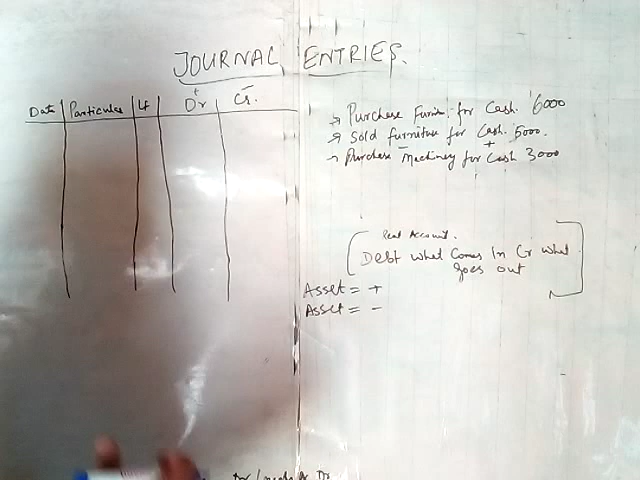 JOURNAL ENTRIES.
Date Particulars Lf Dr + Cr. -
→ Purchase Furni. for Cash. 6000
→ Sold furniture for Cash. 5000.
→ Purchase Machinery for Cash 3000
Real Account.
Debt what Comes In Cr what
goes out
Asset = +
Asset = -